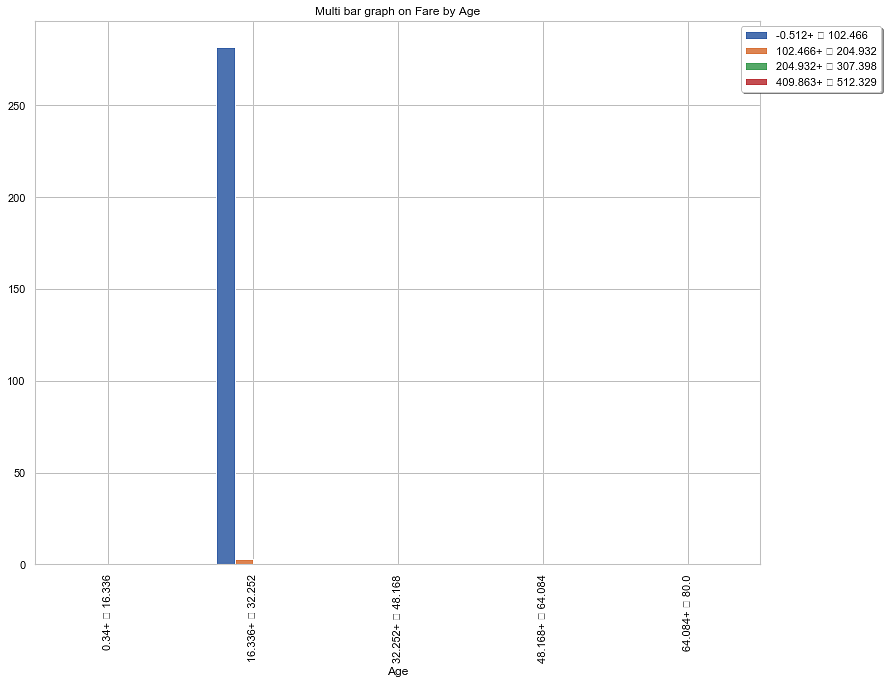 Multi bar graph on Fare by Age
-0.512+ □ 102.466
102.466+ □ 204.932
204.932+ □ 307.398
409.863+ □ 512.329
250
200
150
100
50
0
0.34+ □ 16.336
16.336+ □ 32.252
32.252+ □ 48.168
48.168+ □ 64.084
64.084+ □ 80.0
Age